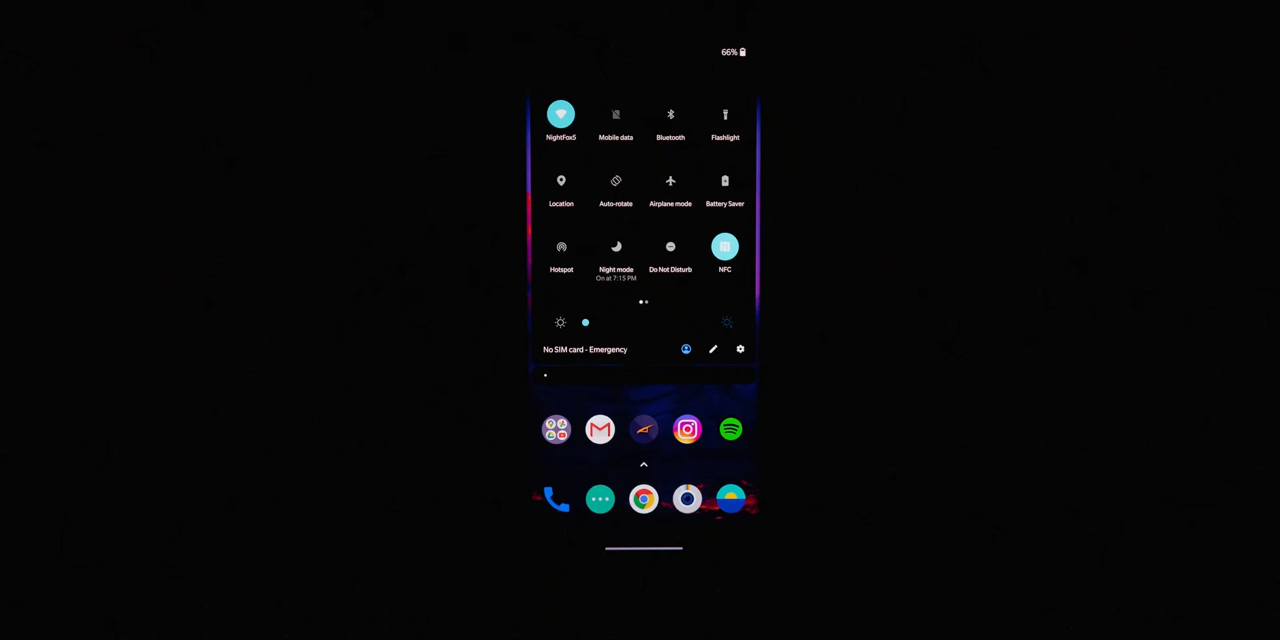 66%
NightFox5
Mobile data
Bluetooth
Flashlight
Location
Auto-rotate
Airplane mode
Battery Saver
Hotspot
Night mode
On at 7:15 PM
Do Not Disturb
NFC
No SIM card - Emergency